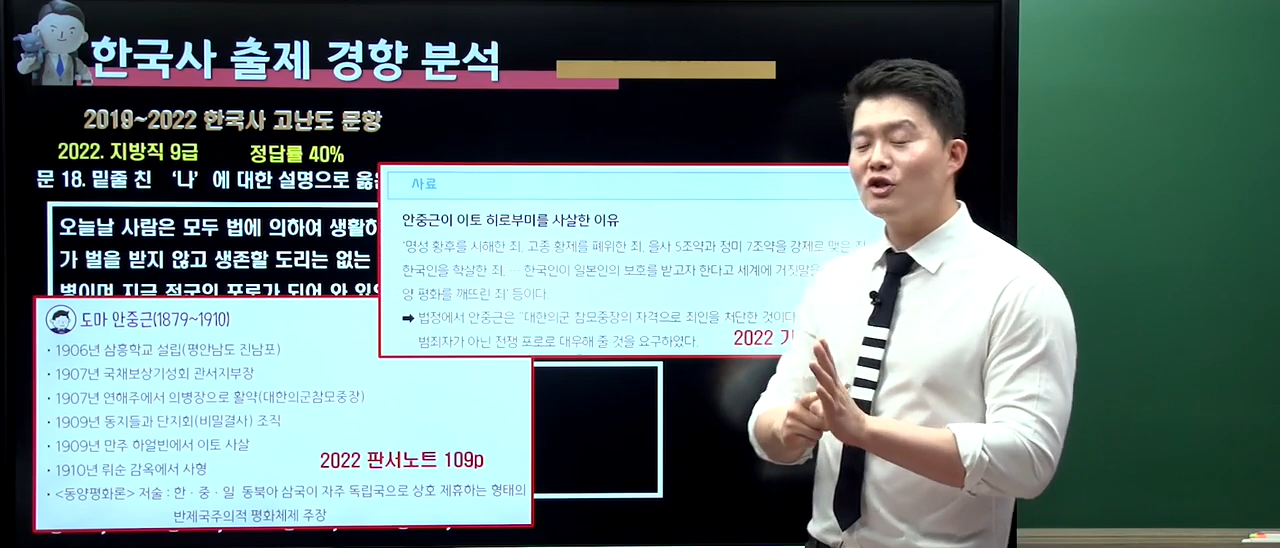 한국사 출제 경향 분석
2019~2022 한국사 고난도 문항
2022. 지방직 9급 정답률 40%
문 18. 밑줄 친 ‘나’에 대한 설명으로 옳은
오늘날 사람은 모두 법에 의하여 생활하
가 벌을 받지 않고 생존할 도리는 없는
사료
안중근이 이토 히로부미를 사살한 이유
‘명성 황후를 시해한 죄, 고종 황제를 폐위한 죄, 을사 5조약과 정미 7조약을 강제로 맺은 죄
한국인을 학살한 죄, … 한국인이 일본인의 보호를 받고자 한다고 세계에 거짓말을
양 평화를 깨뜨린 죄’ 등이다
➡ 법정에서 안중근은 “대한의군 참모중장의 자격으로 죄인을 처단한 것이다
범죄자가 아닌 전쟁 포로로 대우해 줄 것을 요구하였다.
2022 기
도마 안중근(1879~1910)
· 1906년 삼흥학교 설립(평안남도 진남포)
· 1907년 국채보상기성회 관서지부장
· 1907년 연해주에서 의병장으로 활약(대한의군참모중장)
· 1909년 동지들과 단지회(비밀결사) 조직
· 1909년 만주 하얼빈에서 이토 사살
· 1910년 뤼순 감옥에서 사형
2022 판서노트 109p
· <동양평화론> 저술 : 한 · 중 · 일 동북아 삼국이 자주 독립국으로 상호 제휴하는 형태의
반제국주의적 평화체제 주장